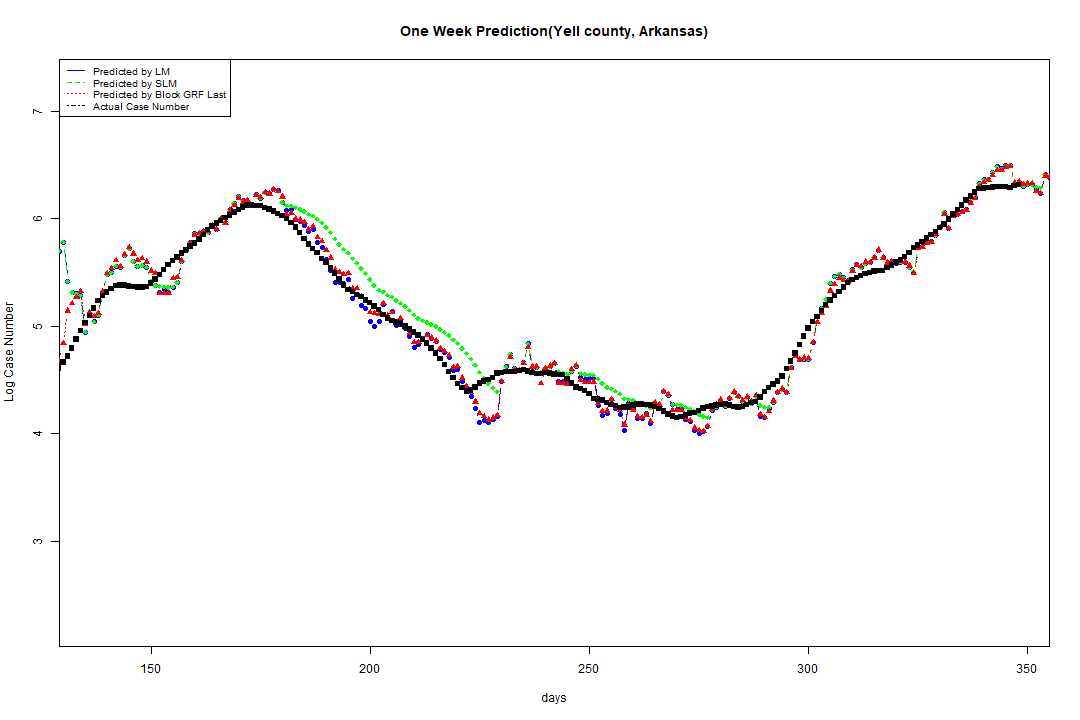 One Week Prediction(Yell county, Arkansas)
Predicted by LM
Predicted by SLM
Predicted by Block GRF Last
Actual Case Number
7
6
5
4
3
Log Case Number
150 200 250 300 350
days